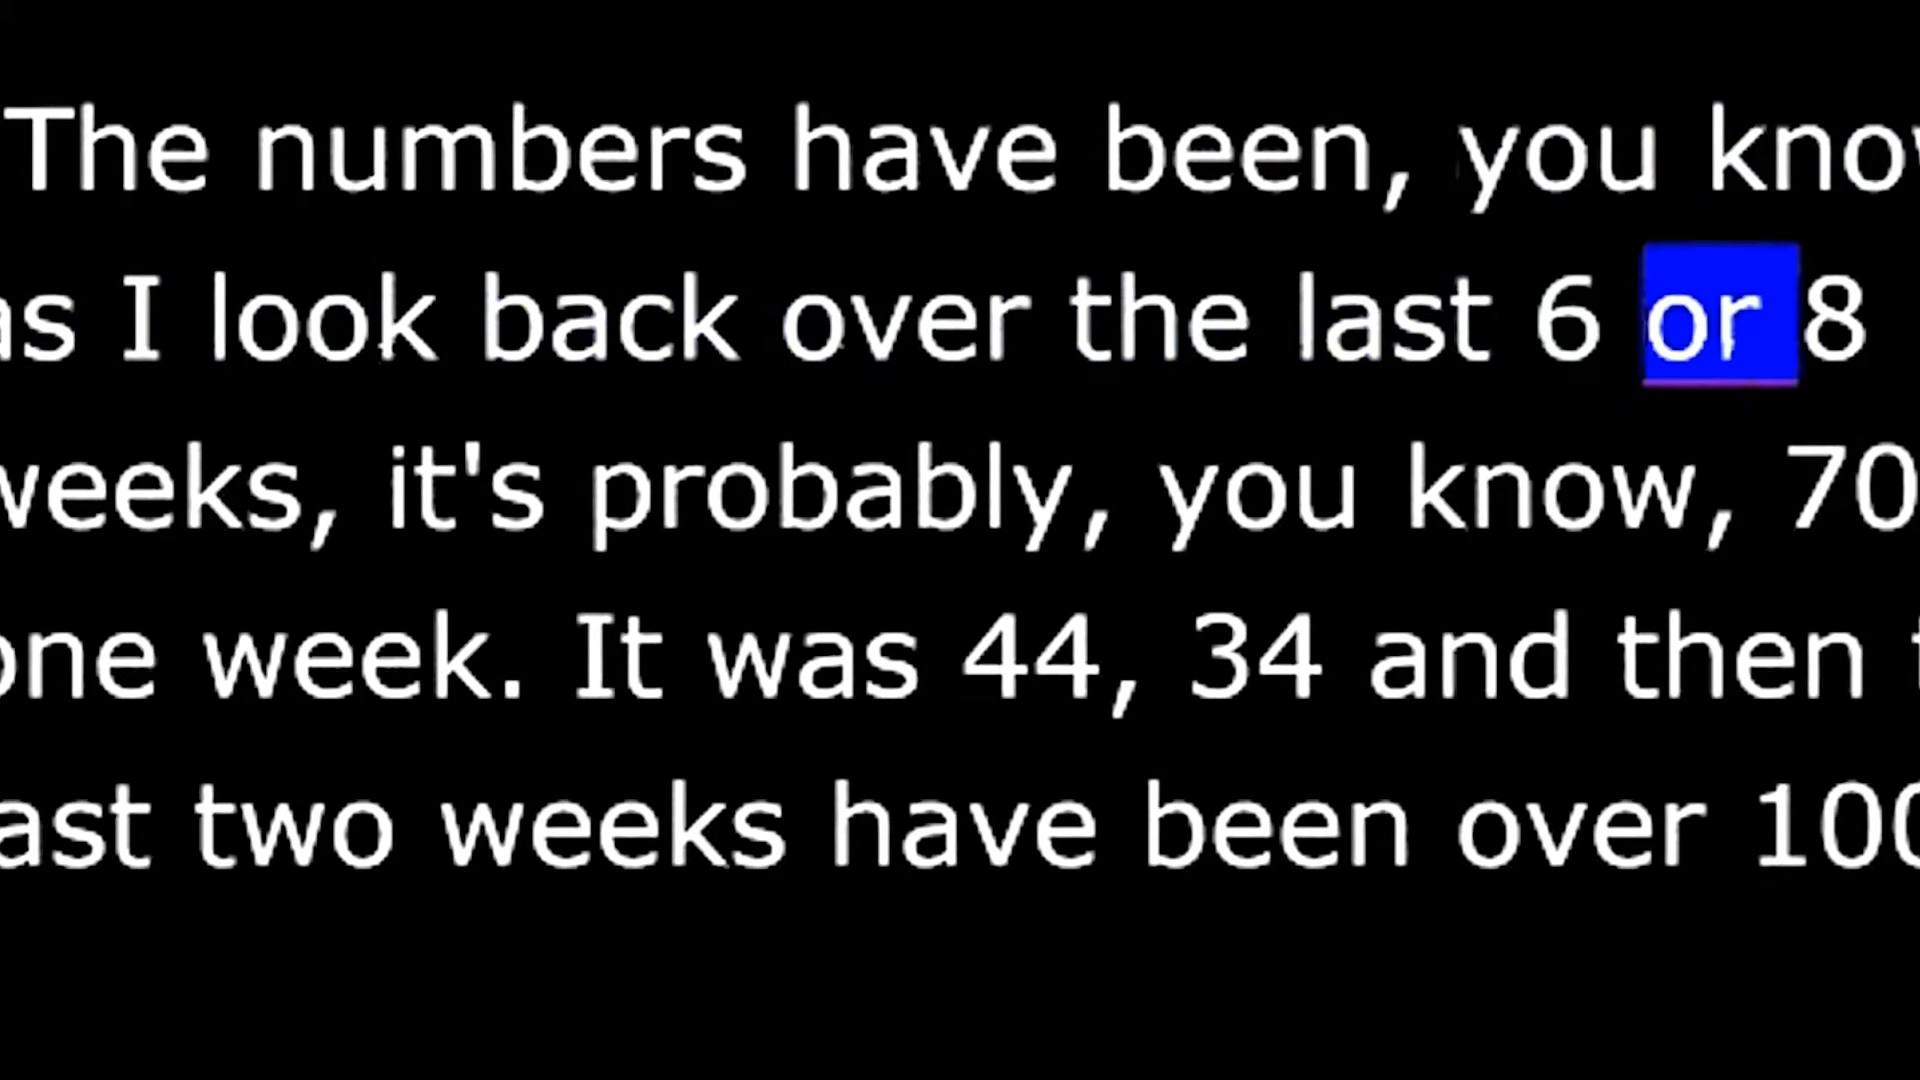 The numbers have been, you know
as I look back over the last 6 or 8
weeks, it's probably, you know, 70
one week. It was 44, 34 and then
last two weeks have been over 100